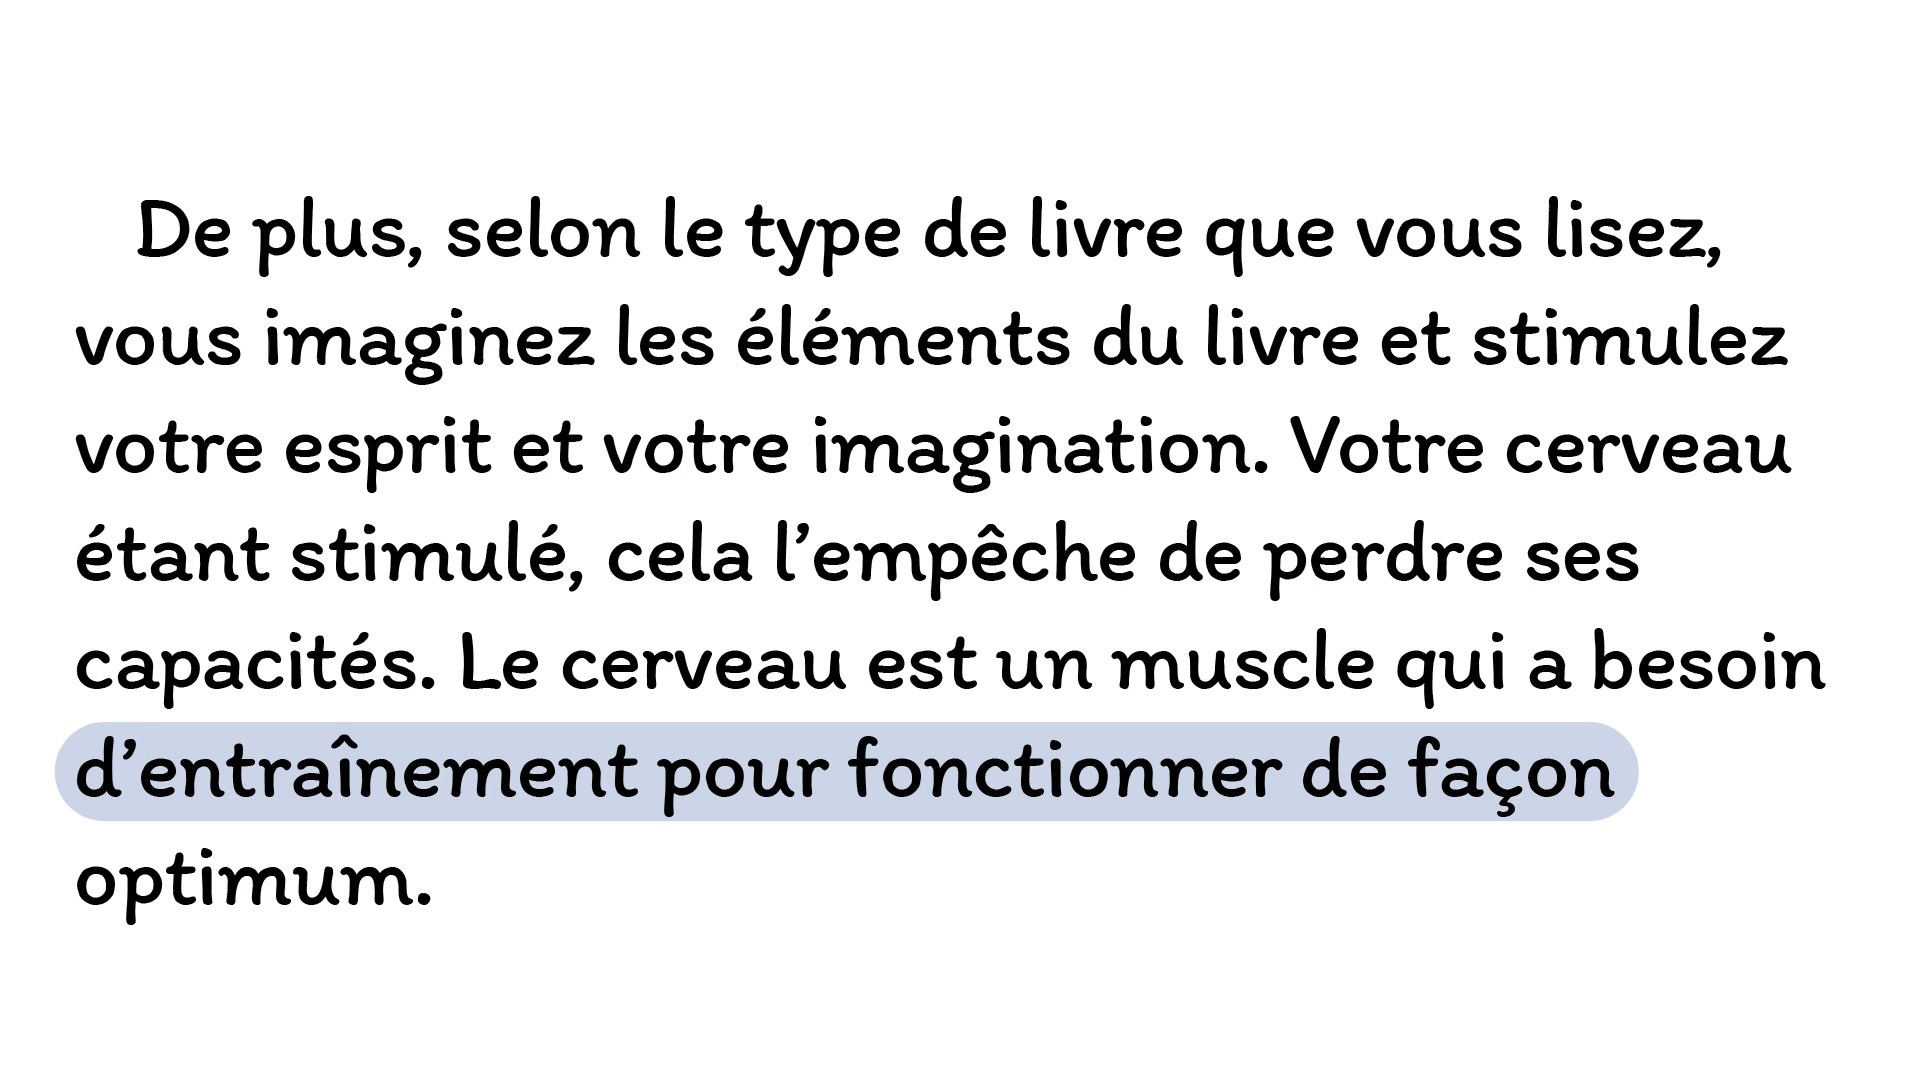 De plus, selon le type de livre que vous lisez,
vous imaginez les éléments du livre et stimulez
votre esprit et votre imagination. Votre cerveau
étant stimulé, cela l’empêche de perdre ses
capacités. Le cerveau est un muscle qui a besoin
d’entraînement pour fonctionner de façon
optimum.